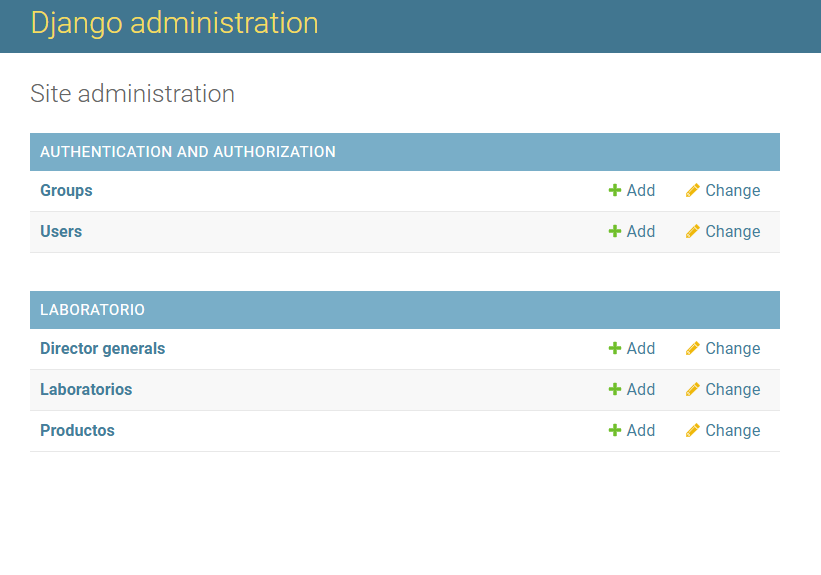 Django administration
Site administration
AUTHENTICATION AND AUTHORIZATION
Groups Add Change
Users Add Change
LABORATORIO
Director generals Add Change
Laboratorios Add Change
Productos Add Change